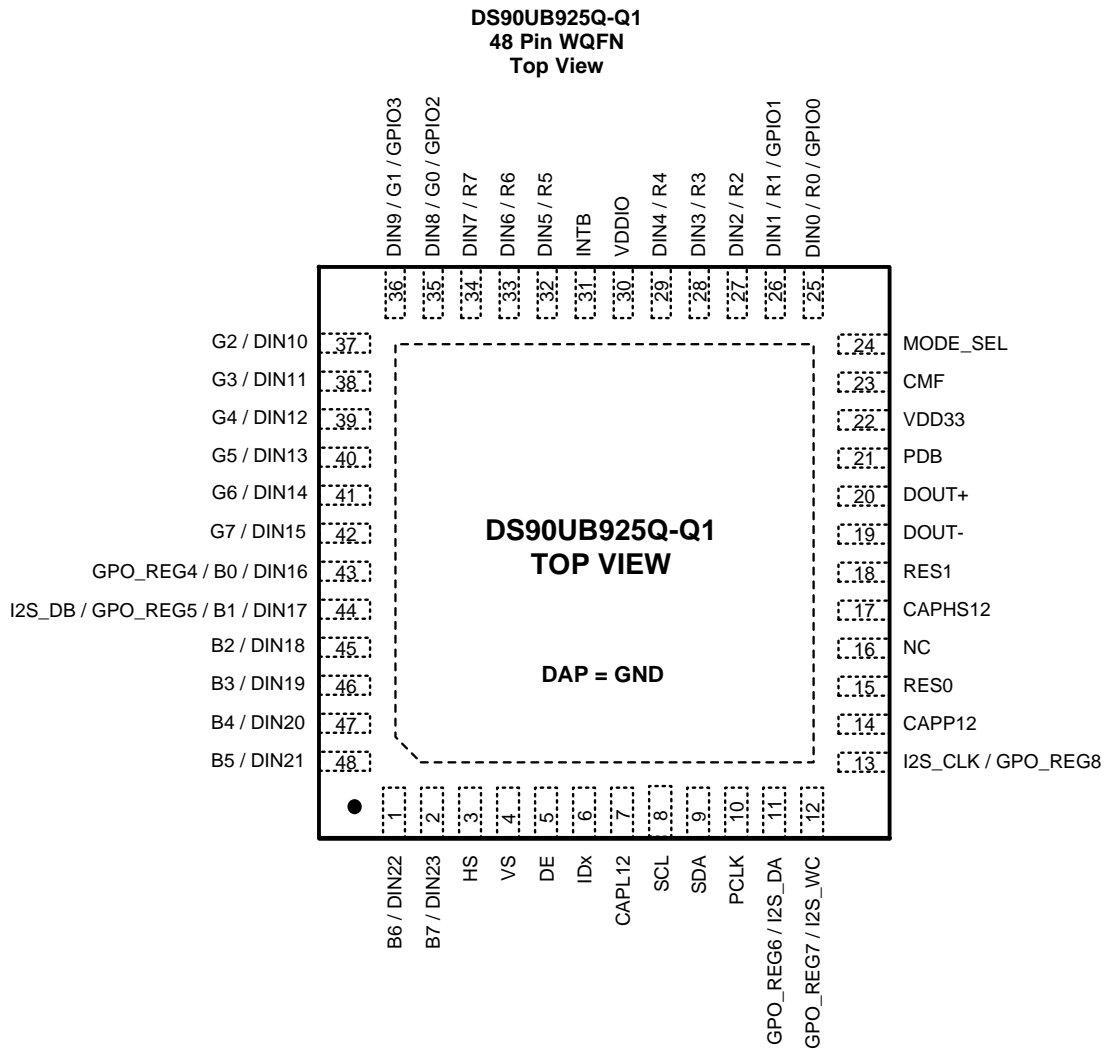 DS90UB925Q-Q1
48 Pin WQFN
Top View
DIN9 / G1 / GPIO3
DIN8 / G0 / GPIO2
DIN7 / R7
DIN6 / R6
DIN5 / R5
INTB
VDDIO
DIN4 / R4
DIN3 / R3
DIN2 / R2
DIN1 / R1 / GPIO1
DIN0 / R0 / GPIO0
36
35
34
33
32
31
30
29
28
27
26
25
G2 / DIN10
37
G3 / DIN11
38
G4 / DIN12
39
G5 / DIN13
40
G6 / DIN14
41
G7 / DIN15
42
GPO_REG4 / B0 / DIN16
43
I2S_DB / GPO_REG5 / B1 / DIN17
44
B2 / DIN18
45
B3 / DIN19
46
B4 / DIN20
47
B5 / DIN21
48
DS90UB925Q-Q1
TOP VIEW
DAP = GND
24
MODE_SEL
23
CMF
22
VDD33
21
PDB
20
DOUT+
19
DOUT-
18
RES1
17
CAPHS12
16
NC
15
RES0
14
CAPP12
13
I2S_CLK / GPO_REG8
1
2
3
4
5
6
7
8
9
10
11
12
B6 / DIN22
B7 / DIN23
HS
VS
DE
IDx
CAPL12
SCL
SDA
PCLK
GPO_REG6 / I2S_DA
GPO_REG7 / I2S_WC